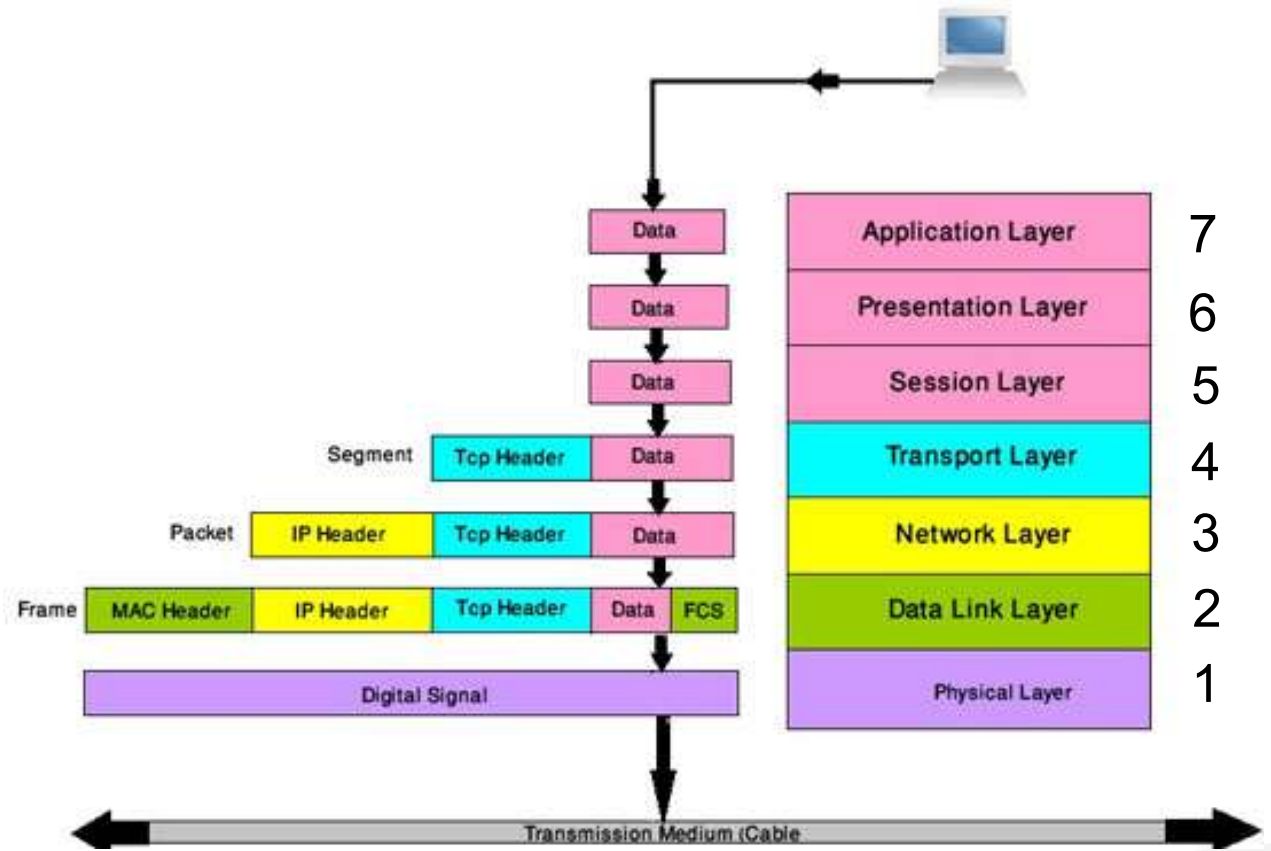 Data Application Layer 7
Data Presentation Layer 6
Data Session Layer 5
Segment Tcp Header Data Transport Layer 4
Packet IP Header Tcp Header Data Network Layer 3
Frame MAC Header IP Header Tcp Header Data FCS Data Link Layer 2
Digital Signal Physical Layer 1
Transmission Medium (Cable